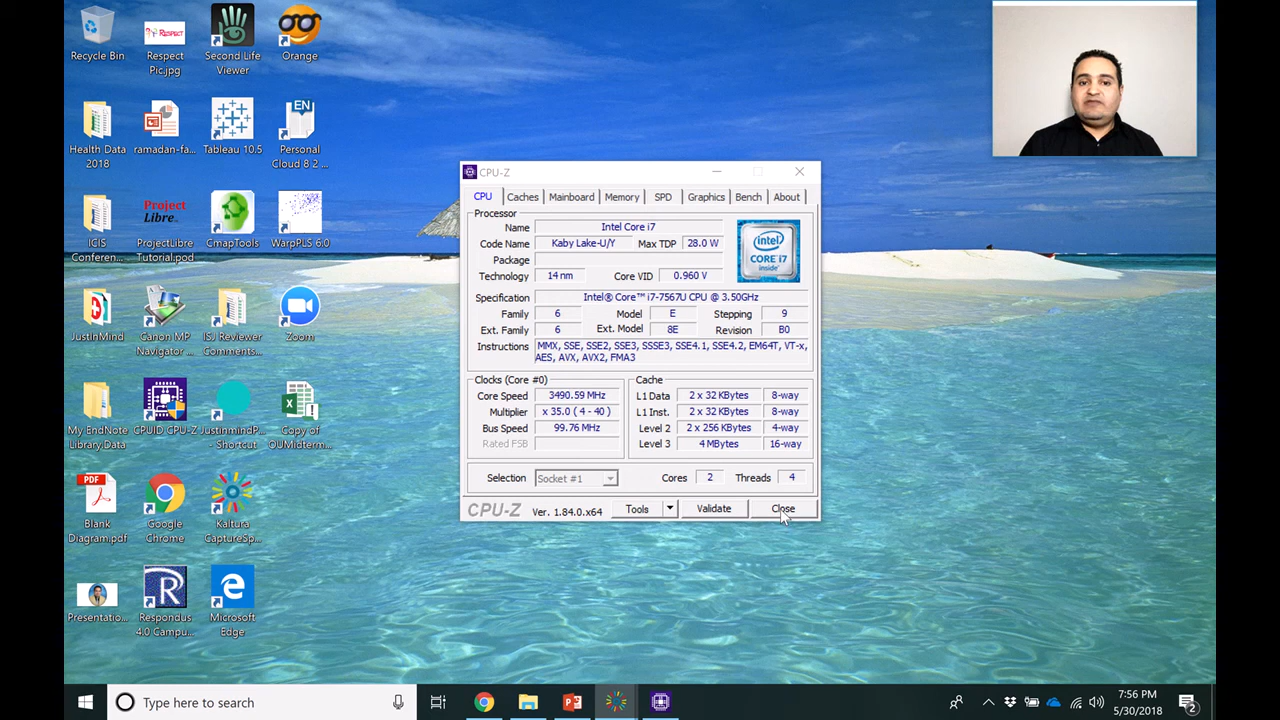 Recycle Bin
Respect
Pic.jpg
Respect
Second Life
Viewer
Orange
Health Data
2018
ramadan-fa...
Tableau 10.5
EN
Personal
Cloud 8 2 ...
ICIS
Conferen...
Project
Libre
ProjectLibre
Tutorial.pod
CmapTools
WarpPLS 6.0
JustinMind
Canon MP
Navigator ...
ISJ Reviewer
Comments...
Zoom
My EndNote
Library.Data
CPUID CPU-Z
JustinmindP...
- Shortcut
Copy of
OUMidterm...
PDF
Blank
Diagram.pdf
Google
Chrome
Kaltura
CaptureSp...
Presentatio...
Respondus
4.0 Campu...
Microsoft
Edge
CPU-Z
CPU Caches Mainboard Memory SPD Graphics Bench About
Processor
Name Intel Core i7
Code Name Kaby Lake-U/Y Max TDP 28.0 W
Package
Technology 14 nm Core VID 0.960 V
intel
CORE i7
inside
Specification Intel® Core™ i7-7567U CPU @ 3.50GHz
Family 6 Model E Stepping 9
Ext. Family 6 Ext. Model 8E Revision B0
Instructions MMX, SSE, SSE2, SSE3, SSSE3, SSE4.1, SSE4.2, EM64T, VT-x,
AES, AVX, AVX2, FMA3
Clocks (Core #0)
Core Speed 3490.59 MHz
Multiplier x 35.0 ( 4 - 40 )
Bus Speed 99.76 MHz
Rated FSB
Cache
L1 Data 2 x 32 KBytes 8-way
L1 Inst. 2 x 32 KBytes 8-way
Level 2 2 x 256 KBytes 4-way
Level 3 4 MBytes 16-way
Selection Socket #1 Cores 2 Threads 4
CPU-Z Ver. 1.84.0.x64 Tools Validate Close
Type here to search
7:56 PM
5/30/2018
2